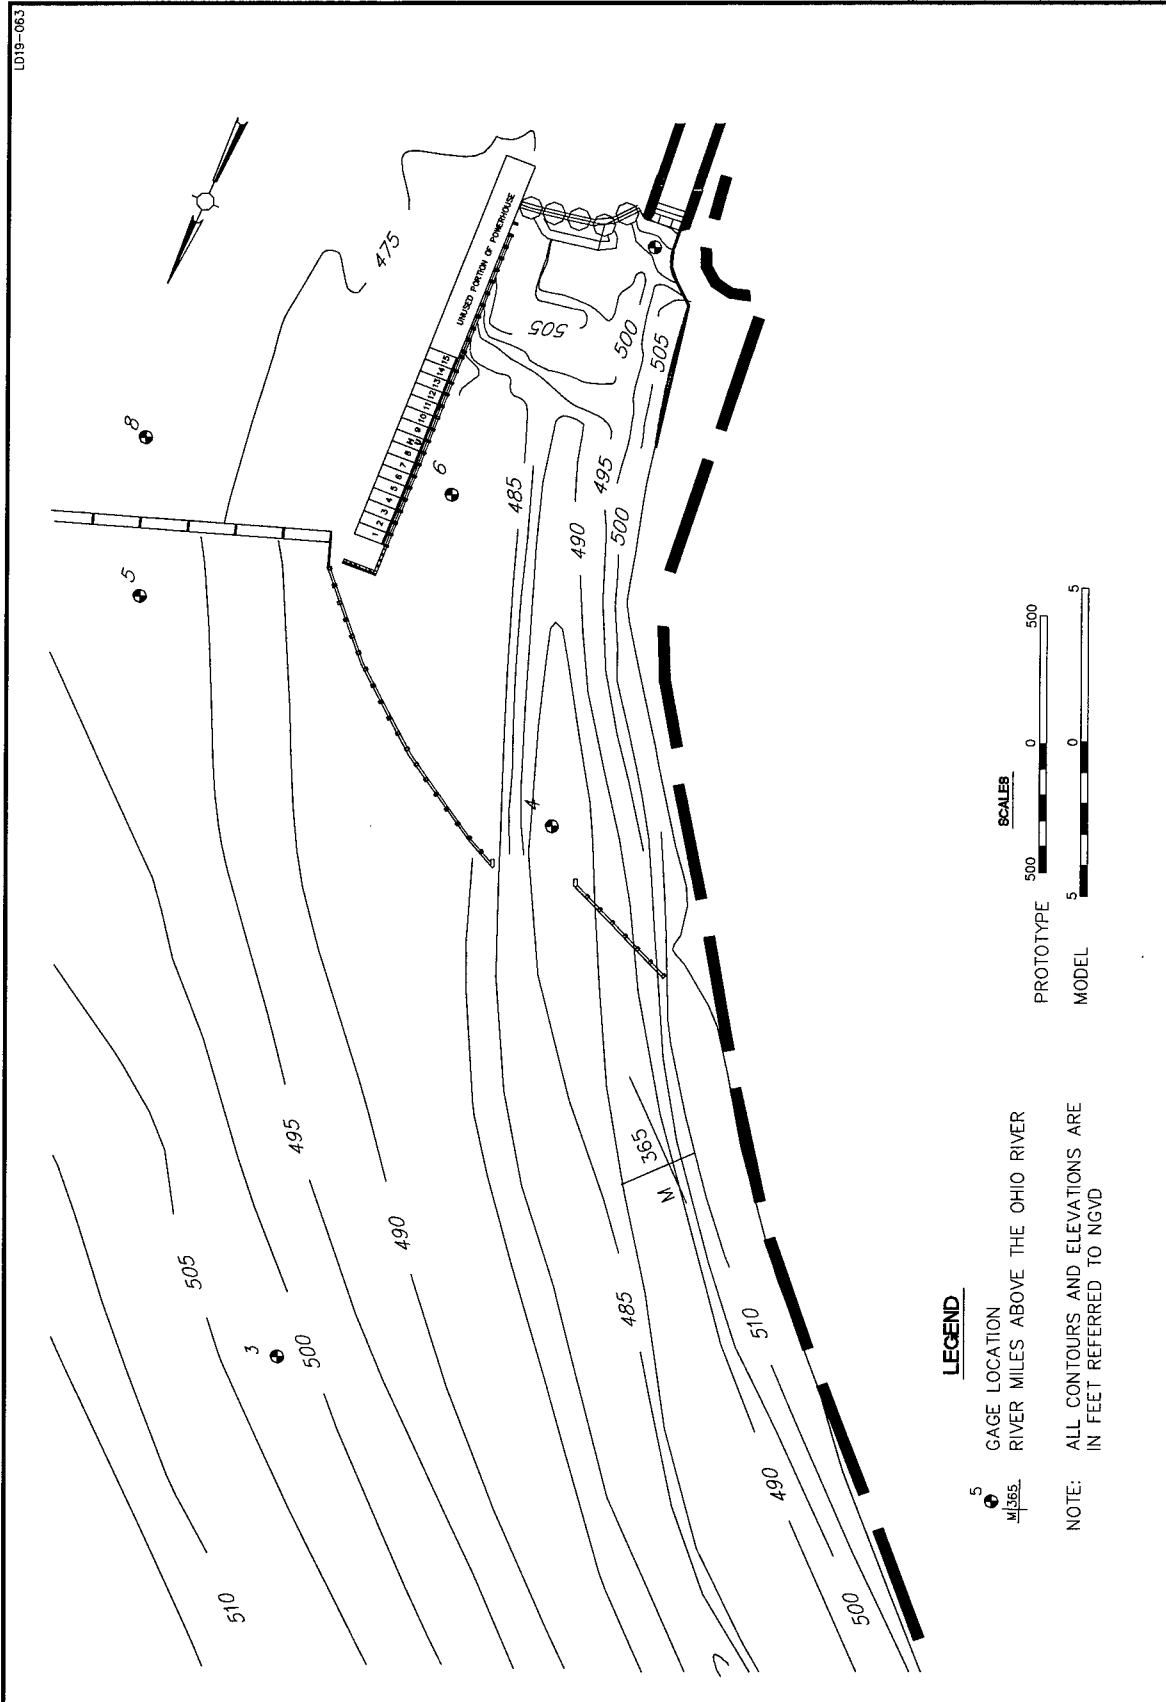 LD19-063
475
UNUSED PORTION OF POWERHOUSE
1 2 3 4 5 6 7 8 9 10 11 12 13 14 15
8
5
6
505
500
505
485
490
495
500
4
495
490
M 365
505
3
500
485
510
510
490
500
LEGEND
5
GAGE LOCATION
M 365
RIVER MILES ABOVE THE OHIO RIVER
NOTE: ALL CONTOURS AND ELEVATIONS ARE
IN FEET REFERRED TO NGVD
SCALES
PROTOTYPE 500 0 500
MODEL 5 0 5